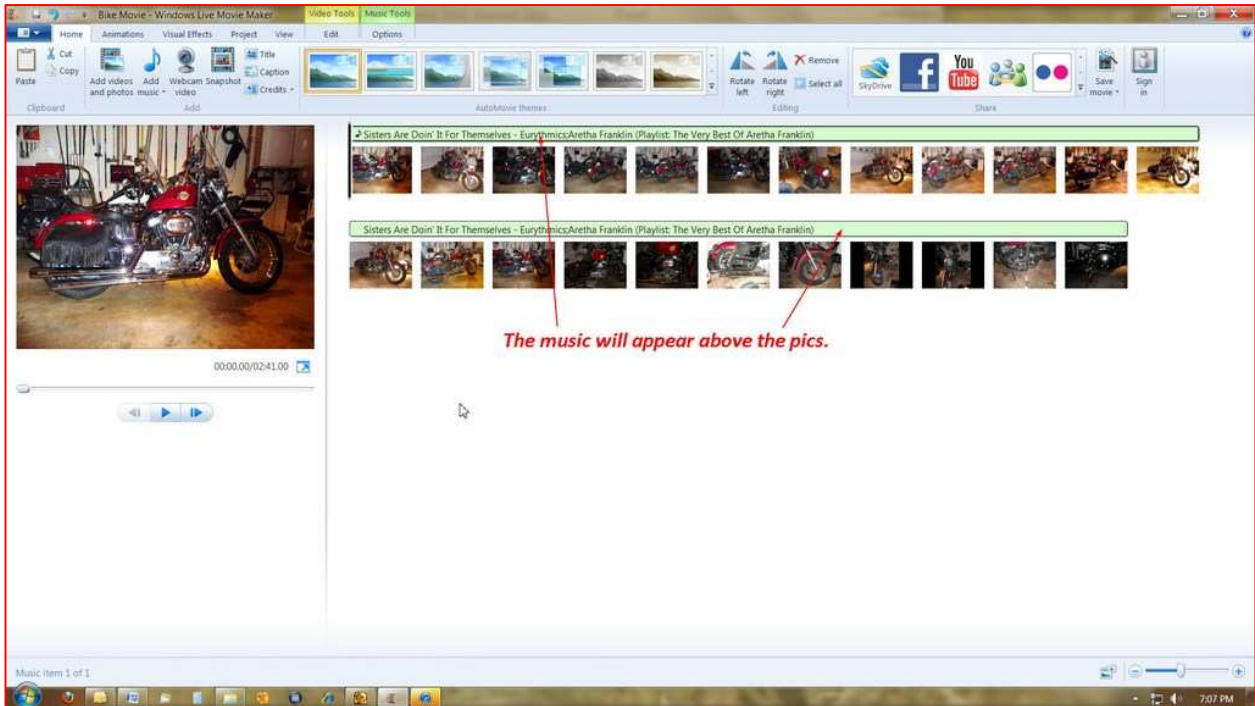 Bike Movie - Windows Live Movie Maker
Video Tools
Music Tools
Home
Animations
Visual Effects
Project
View
Edit
Options
Paste
Cut
Copy
Clipboard
Add videos and photos
Add music
Webcam video
Snapshot
Title
Caption
Credits
Add
AutoMovie themes
Rotate left
Rotate right
Remove
Select all
Editing
SkyDrive
f
You Tube
Share
Save movie
Sign in
Sisters Are Doin' It For Themselves - Eurythmics;Aretha Franklin (Playlist: The Very Best Of Aretha Franklin)
Sisters Are Doin' It For Themselves - Eurythmics;Aretha Franklin (Playlist: The Very Best Of Aretha Franklin)
The music will appear above the pics.
00:00.00/02:41.00
Music item 1 of 1
7:07 PM